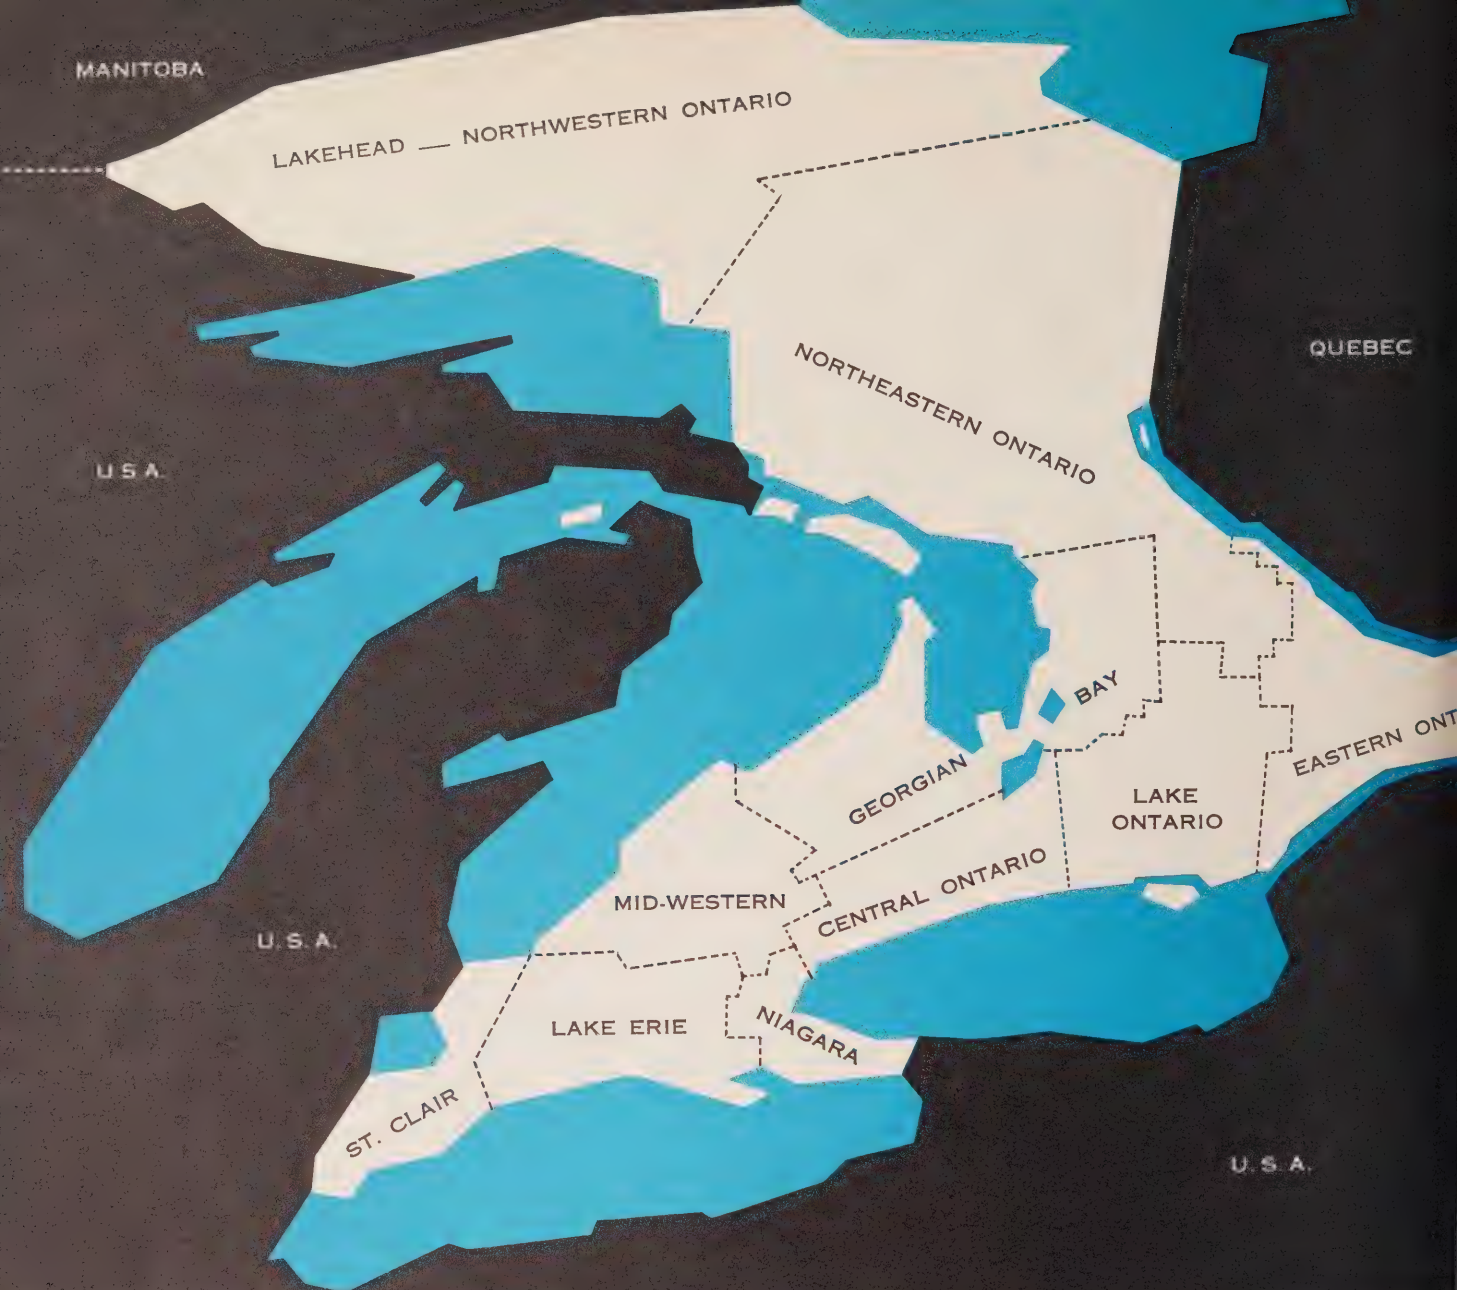 MANITOBA
LAKEHEAD — NORTHWESTERN ONTARIO
QUEBEC
NORTHEASTERN ONTARIO
U S A
GEORGIAN BAY
EASTERN ONT
LAKE
ONTARIO
CENTRAL ONTARIO
MID-WESTERN
U. S. A.
LAKE ERIE
NIAGARA
ST. CLAIR
U. S. A.